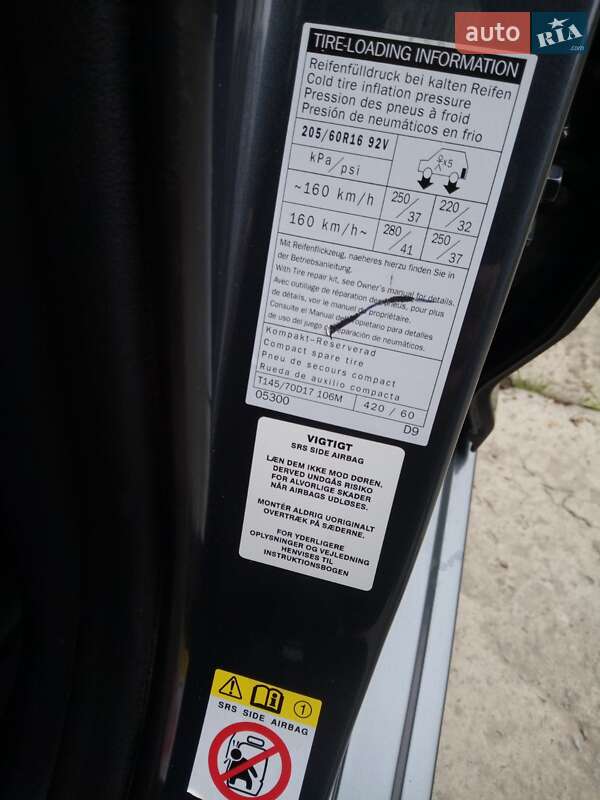 auto RIA.com
TIRE-LOADING INFORMATION
Reifenfülldruck bei kalten Reifen
Cold tire inflation pressure
Pression des pneus à froid
Presión de neumáticos en frio
205/60R16 92V
x5
kPa/psi
~160 km/h 250/37 220/32
160 km/h~ 280/41 250/37
Mit Reifenflickzeug, naeheres hierzu finden Sie in
der Betriebsanleitung.
With Tire repair kit, see Owner's manual for details.
Avec outillage de réparation des pneus, pour plus
de détails, voir le manuel du propriétaire.
Consulte el Manual del propietario para detalles
de uso del juego de reparación de neumáticos.
Kompakt-Reserverad
Compact spare tire
Pneu de secours compact
Rueda de auxilio compacta
T145/70D17 106M 420 / 60
05300 D9
VIGTIGT
SRS SIDE AIRBAG
LÆN DEM IKKE MOD DØREN,
DERVED UNDGÅS RISIKO
FOR ALVORLIGE SKADER
NÅR AIRBAGS UDLØSES.
MONTÉR ALDRIG UORIGINALT
OVERTRÆK PÅ SÆDERNE.
FOR YDERLIGERE
OPLYSNINGER OG VEJLEDNING
HENVISES TIL
INSTRUKTIONSBOGEN
1
SRS SIDE AIRBAG